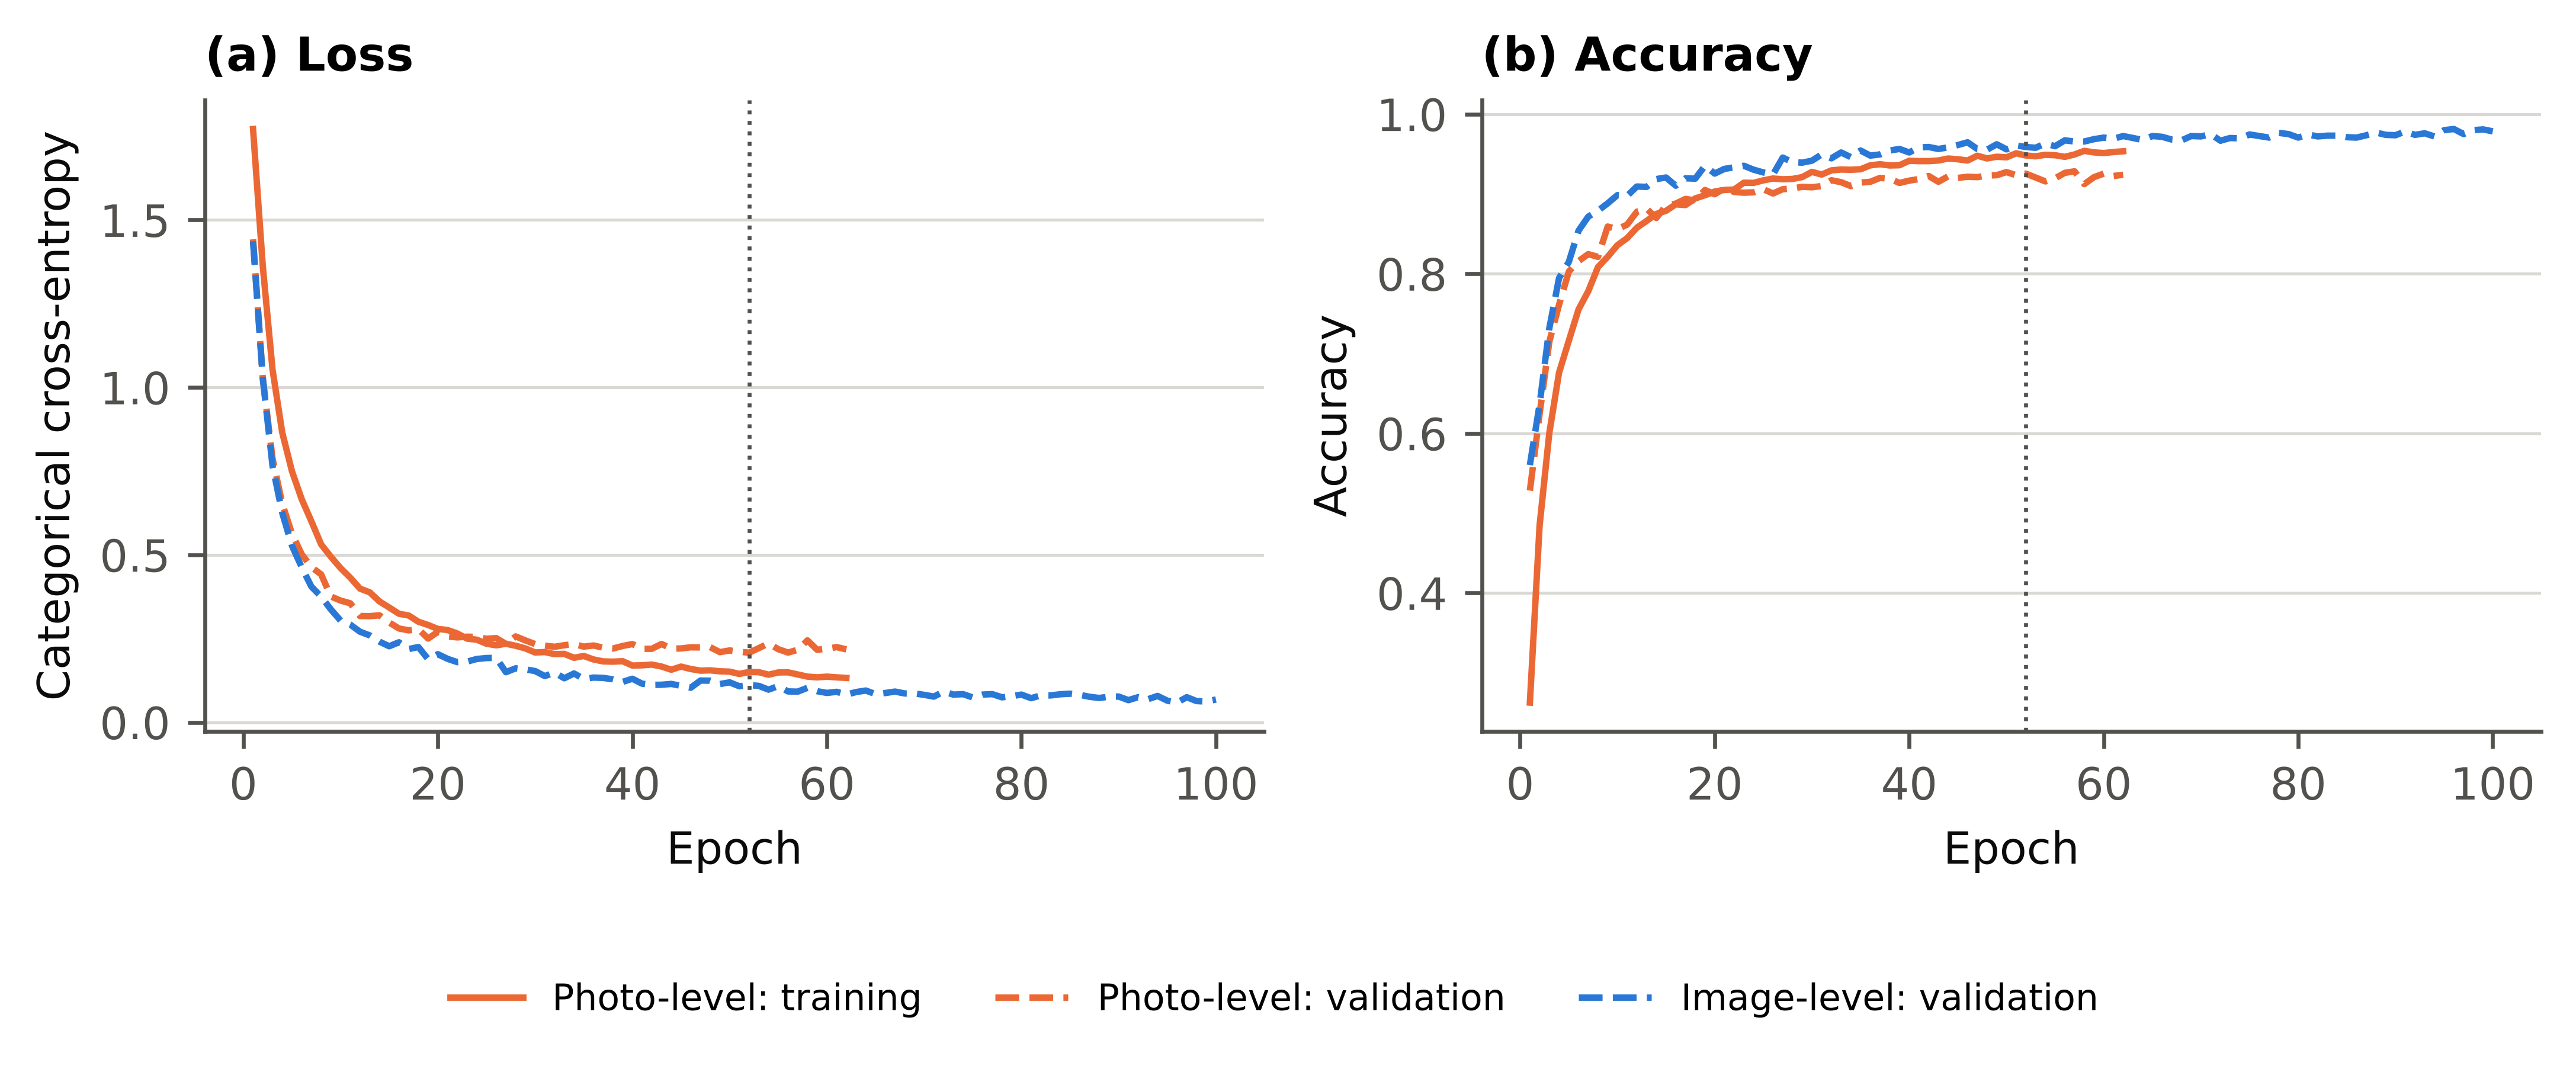 (a) Loss
Categorical cross-entropy
1.5
1.0
0.5
0.0
0 20 40 60 80 100
Epoch
(b) Accuracy
Accuracy
1.0
0.8
0.6
0.4
0 20 40 60 80 100
Epoch
Photo-level: training Photo-level: validation Image-level: validation